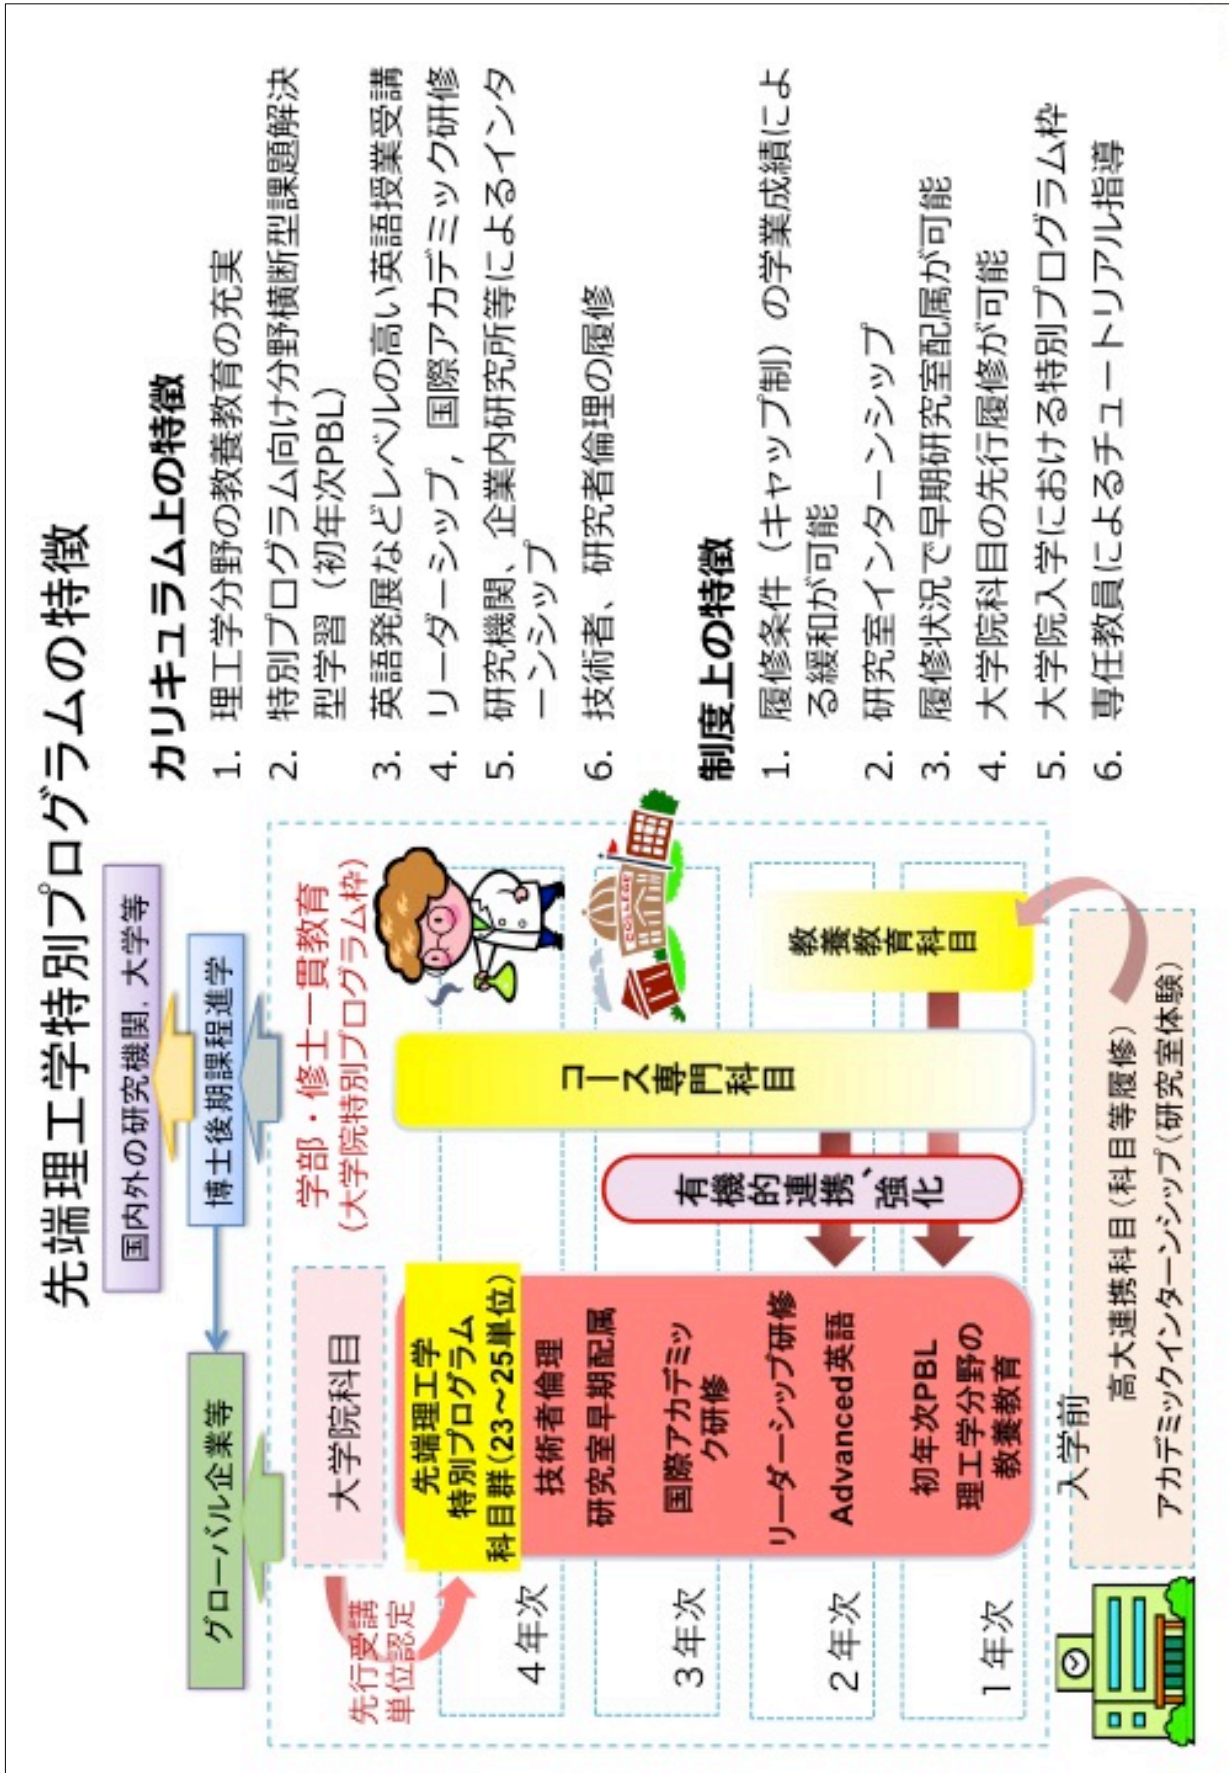 先端理工学特別プログラムの特徴
国内外の研究機関，大学等
グローバル企業等
博士後期課程進学
学部・修士一貫教育
（大学院特別プログラム枠）
大学院科目
先行受講
単位認定
先端理工学
特別プログラム
科目群（23～25単位）
技術者倫理
研究室早期配属
国際アカデミッ
ク研修
リーダーシップ研修
Advanced英語
初年次PBL
理工学分野の
教養教育
4年次
3年次
2年次
1年次
有機的連携、強化
コース専門科目
教養教育科目
COLLEGE
入学前
高大連携科目（科目等履修）
アカデミックインターンシップ（研究室体験）
カリキュラム上の特徴
1. 理工学分野の教養教育の充実
2. 特別プログラム向け分野横断型課題解決
型学習（初年次PBL）
3. 英語発展などレベルの高い英語授業受講
4. リーダーシップ，国際アカデミック研修
5. 研究機関、企業内研究所等によるインタ
ーンシップ
6. 技術者、研究者倫理の履修
制度上の特徴
1. 履修条件（キャップ制）の学業成績によ
る緩和が可能
2. 研究室インターンシップ
3. 履修状況で早期研究室配属が可能
4. 大学院科目の先行履修が可能
5. 大学院入学における特別プログラム枠
6. 専任教員によるチュートリアル指導